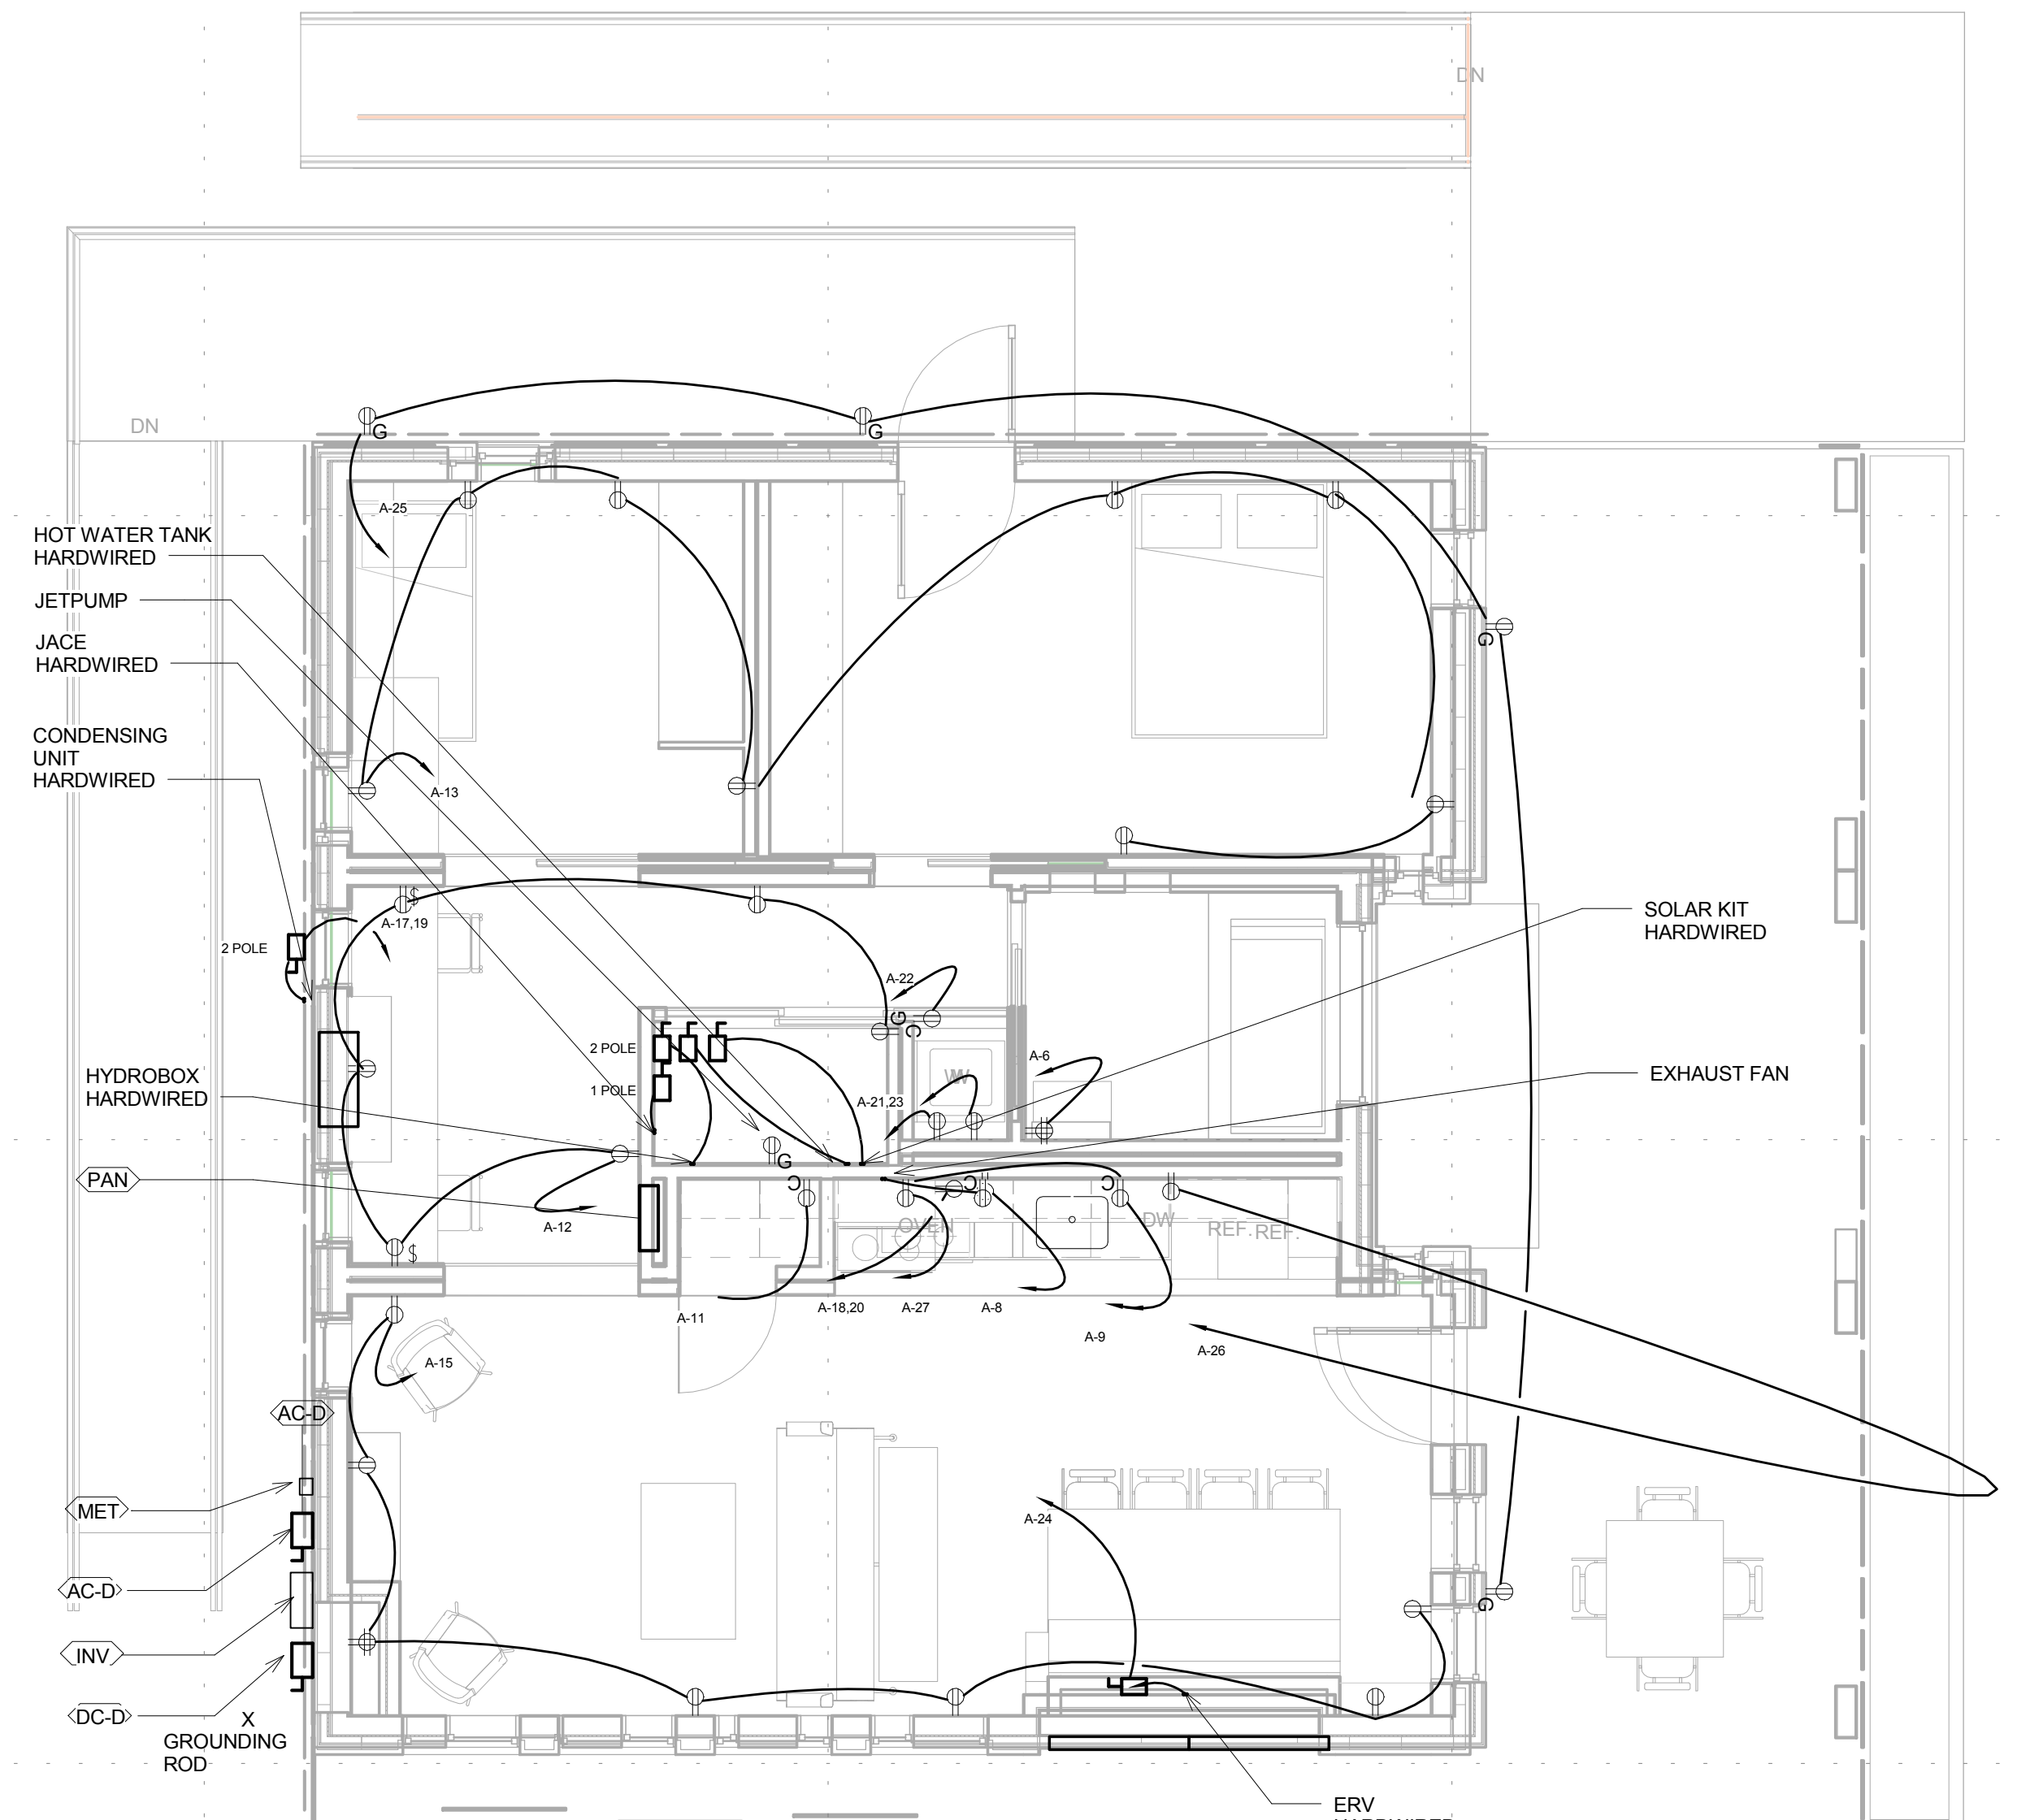 DN
DN
G
G
A-25
HOT WATER TANK
HARDWIRED
JETPUMP
JACE
HARDWIRED
G
CONDENSING
UNIT
HARDWIRED
A-13
$
A-17,19
2 POLE
SOLAR KIT
HARDWIRED
A-22
G
C
2 POLE
A-6
1 POLE
W
A-21,23
HYDROBOX
HARDWIRED
EXHAUST FAN
G
PAN
C
C
C
A-12
OVEN
DW
REF.
REF.
$
A-11
A-18,20
A-27
A-8
A-9
A-26
A-15
AC-D
MET
A-24
AC-D
G
INV
DC-D
X
GROUNDING
ROD
ERV